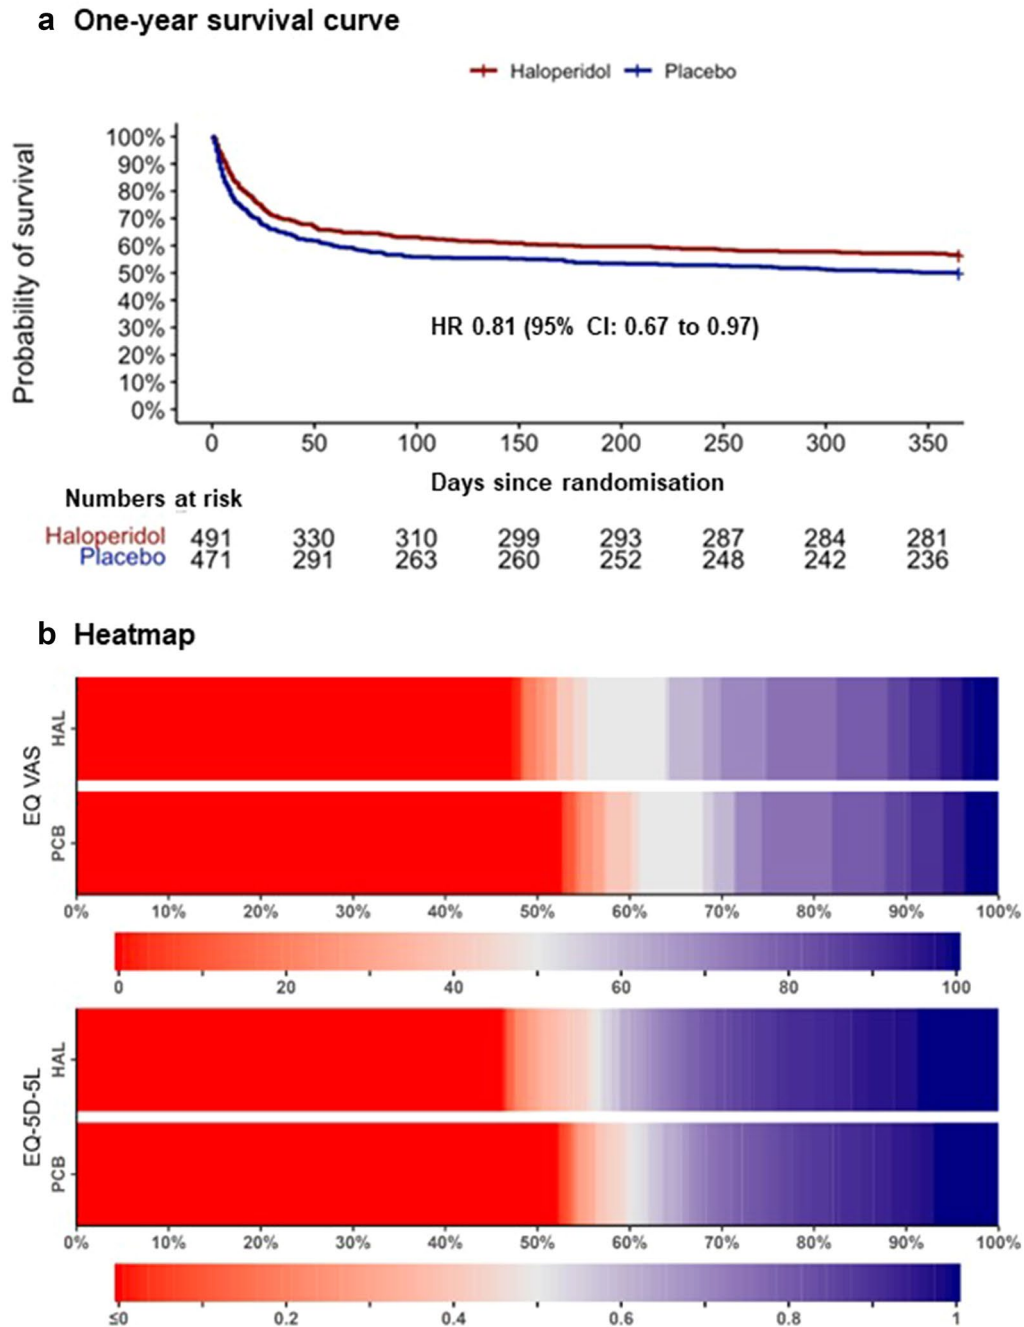 a One-year survival curve
Haloperidol Placebo
Probability of survival
100%
90%
80%
70%
60%
50%
40%
30%
20%
10%
0%
HR 0.81 (95% CI: 0.67 to 0.97)
0 50 100 150 200 250 300 350
Days since randomisation
Numbers at risk
Haloperidol 491 330 310 299 293 287 284 281
Placebo 471 291 263 260 252 248 242 236
b Heatmap
EQ VAS
HAL
PCB
0% 10% 20% 30% 40% 50% 60% 70% 80% 90% 100%
0 20 40 60 80 100
EQ-5D-5L
HAL
PCB
0% 10% 20% 30% 40% 50% 60% 70% 80% 90% 100%
≤0 0.2 0.4 0.6 0.8 1